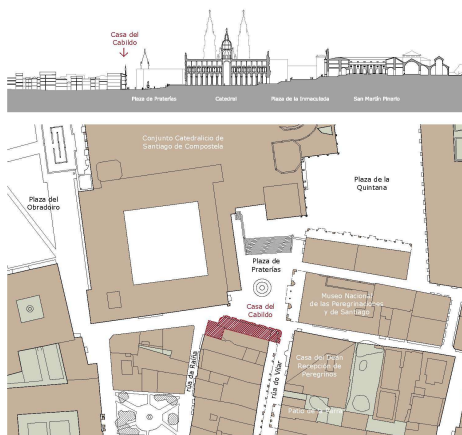 Casa del
Cabildo
Plaza de Praterías
Catedral
Plaza de la Inmaculada
San Martín Pinario
Conjunto Catedralicio de
Santiago de Compostela
Plaza de la
Quintana
Plaza del
Obradoiro
Plaza de
Praterías
Museo Nacional
de las Peregrinaciones
y de Santiago
Casa del
Cabildo
rúa da Raíña
rúa do Vilar
Casa del Deán
Recepción de
Peregrinos
Patio de